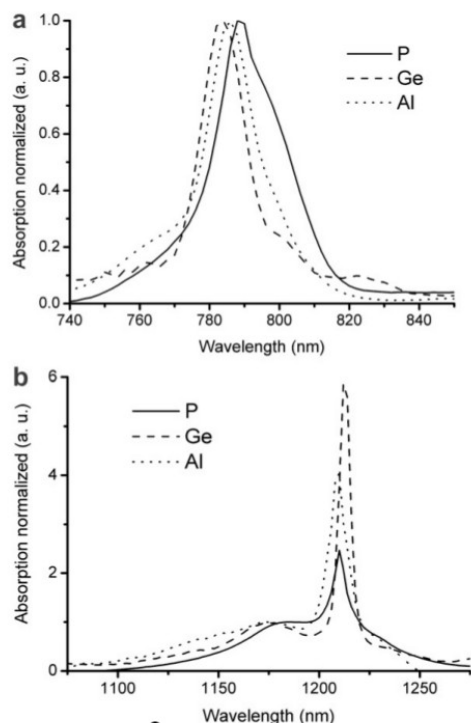 a
1.0
0.8
0.6
0.4
0.2
0.0
Absorption normalized (a. u.)
P
Ge
Al
740 760 780 800 820 840
Wavelength (nm)
b
6
4
2
0
Absorption normalized (a. u.)
P
Ge
Al
1100 1150 1200 1250
Wavelength (nm)